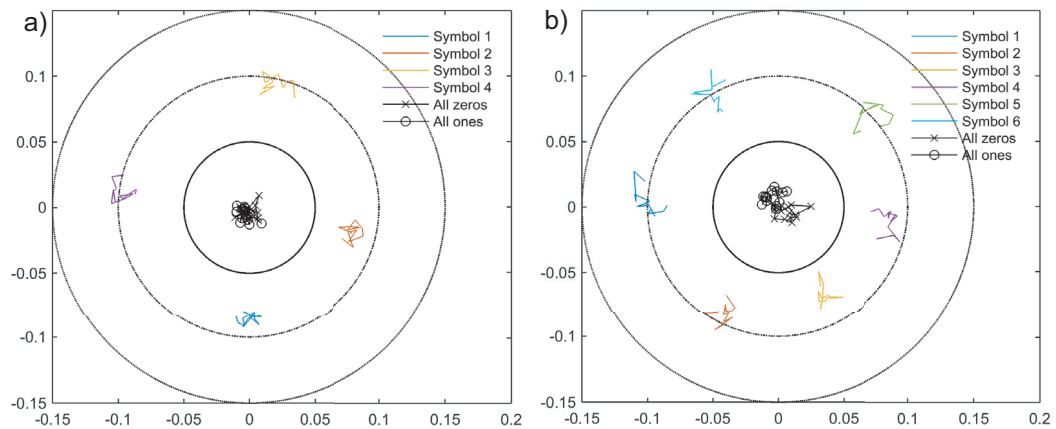 a)
Symbol 1
Symbol 2
Symbol 3
Symbol 4
All zeros
All ones
0.15
0.1
0.05
0
-0.05
-0.1
-0.15
-0.15 -0.1 -0.05 0 0.05 0.1 0.15 0.2
b)
Symbol 1
Symbol 2
Symbol 3
Symbol 4
Symbol 5
Symbol 6
All zeros
All ones
0.15
0.1
0.05
0
-0.05
-0.1
-0.15
-0.15 -0.1 -0.05 0 0.05 0.1 0.15 0.2